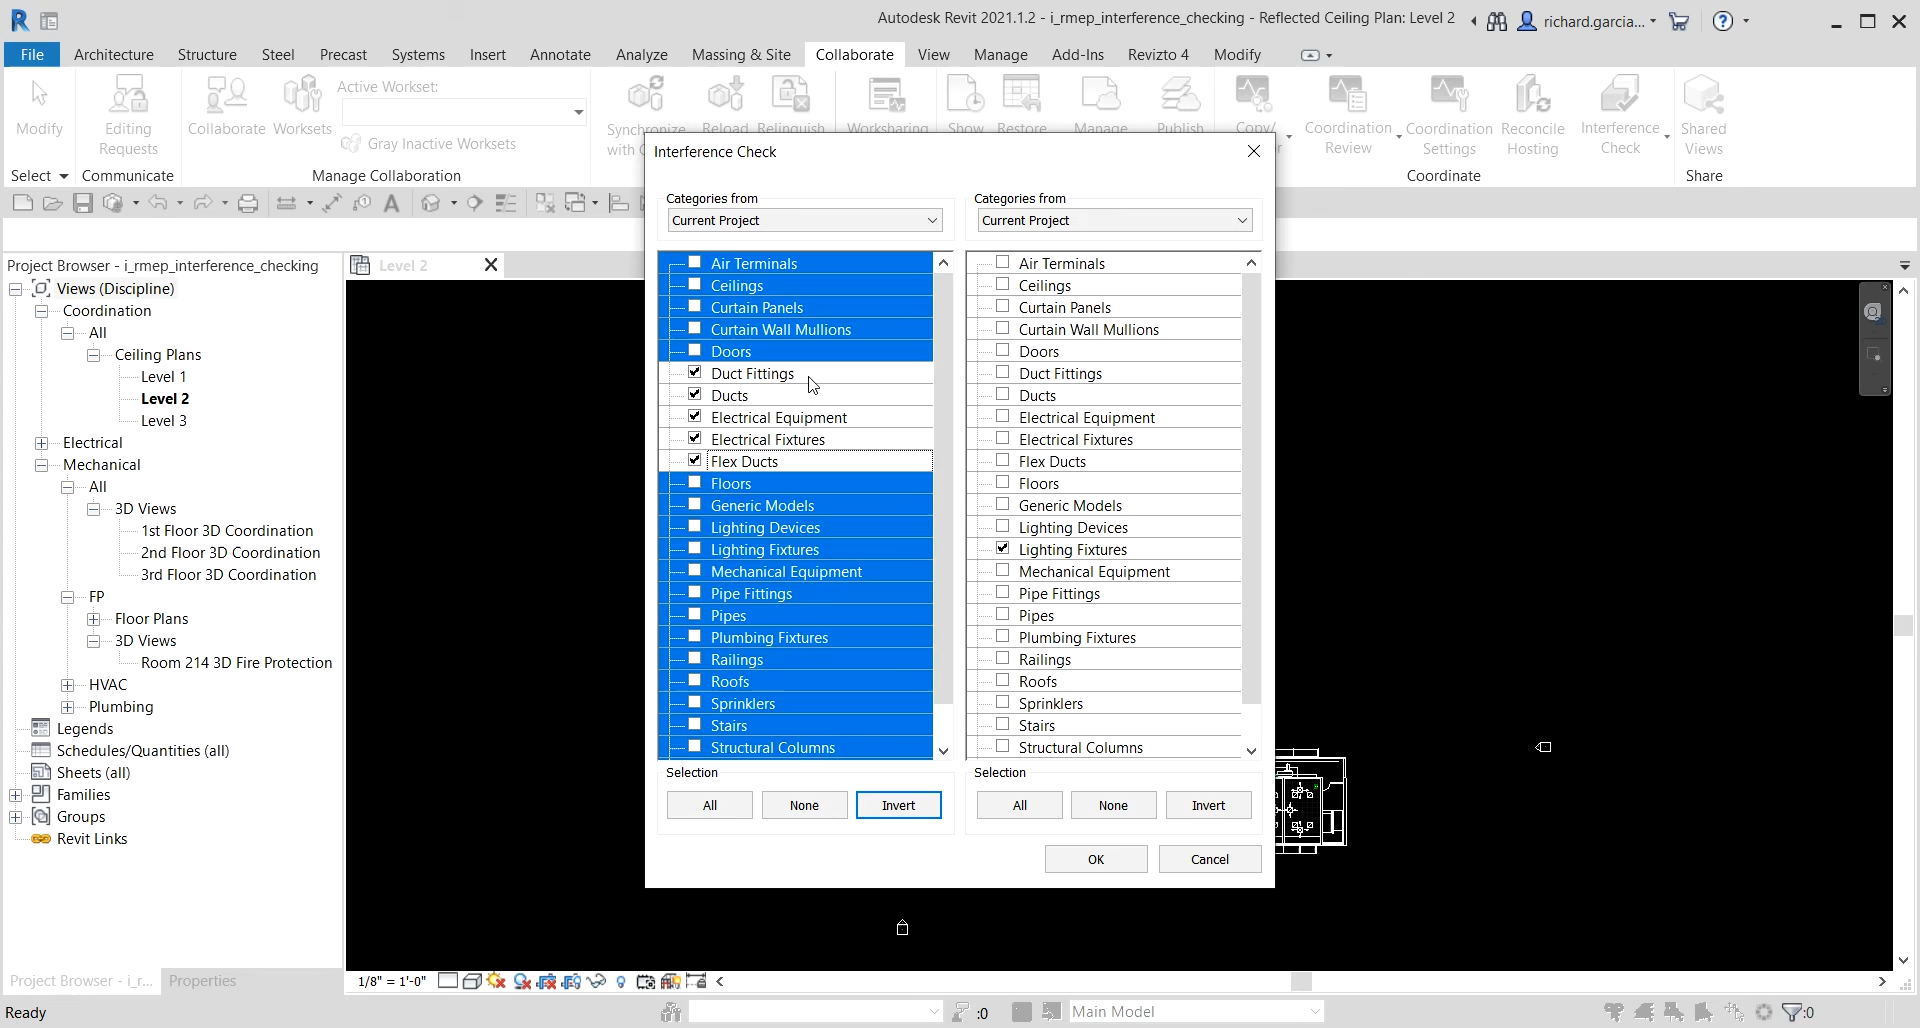 Autodesk Revit 2021.1.2 - i_rmep_interference_checking - Reflected Ceiling Plan: Level 2
richard.garcia...
File Architecture Structure Steel Precast Systems Insert Annotate Analyze Massing & Site Collaborate View Manage Add-Ins Revizto 4 Modify
Modify
Editing Requests
Collaborate
Worksets
Active Workset:
Gray Inactive Worksets
Synchronize with
Reload
Relinquish
Worksharing
Show
Restore
Manage
Publish
Copy/
Coordination Review
Coordination Settings
Reconcile Hosting
Interference Check
Shared Views
Select
Communicate
Manage Collaboration
Coordinate
Share
Project Browser - i_rmep_interference_checking
Views (Discipline)
Coordination
All
Ceiling Plans
Level 1
Level 2
Level 3
Electrical
Mechanical
All
3D Views
1st Floor 3D Coordination
2nd Floor 3D Coordination
3rd Floor 3D Coordination
FP
Floor Plans
3D Views
Room 214 3D Fire Protection
HVAC
Plumbing
Legends
Schedules/Quantities (all)
Sheets (all)
Families
Groups
Revit Links
Project Browser - i_r...
Properties
Level 2
Interference Check
Categories from
Current Project
Air Terminals
Ceilings
Curtain Panels
Curtain Wall Mullions
Doors
Duct Fittings
Ducts
Electrical Equipment
Electrical Fixtures
Flex Ducts
Floors
Generic Models
Lighting Devices
Lighting Fixtures
Mechanical Equipment
Pipe Fittings
Pipes
Plumbing Fixtures
Railings
Roofs
Sprinklers
Stairs
Structural Columns
Selection
All None Invert
Categories from
Current Project
Air Terminals
Ceilings
Curtain Panels
Curtain Wall Mullions
Doors
Duct Fittings
Ducts
Electrical Equipment
Electrical Fixtures
Flex Ducts
Floors
Generic Models
Lighting Devices
Lighting Fixtures
Mechanical Equipment
Pipe Fittings
Pipes
Plumbing Fixtures
Railings
Roofs
Sprinklers
Stairs
Structural Columns
Selection
All None Invert
OK Cancel
1/8" = 1'-0"
Ready
:0
Main Model
:0